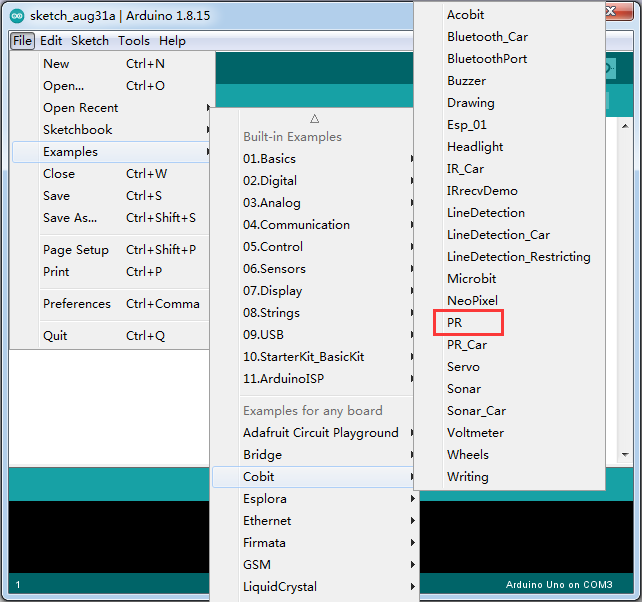 sketch_aug31a | Arduino 1.8.15
File Edit Sketch Tools Help
New Ctrl+N
Open... Ctrl+O
Open Recent
Sketchbook
Examples
Close Ctrl+W
Save Ctrl+S
Save As... Ctrl+Shift+S
Page Setup Ctrl+Shift+P
Print Ctrl+P
Preferences Ctrl+Comma
Quit Ctrl+Q
Built-in Examples
01.Basics
02.Digital
03.Analog
04.Communication
05.Control
06.Sensors
07.Display
08.Strings
09.USB
10.StarterKit_BasicKit
11.ArduinoISP
Examples for any board
Adafruit Circuit Playground
Bridge
Cobit
Esplora
Ethernet
Firmata
GSM
LiquidCrystal
Acobit
Bluetooth_Car
BluetoothPort
Buzzer
Drawing
Esp_01
Headlight
IR_Car
IRrecvDemo
LineDetection
LineDetection_Car
LineDetection_Restricting
Microbit
NeoPixel
PR
PR_Car
Servo
Sonar
Sonar_Car
Voltmeter
Wheels
Writing
1
Arduino Uno on COM3